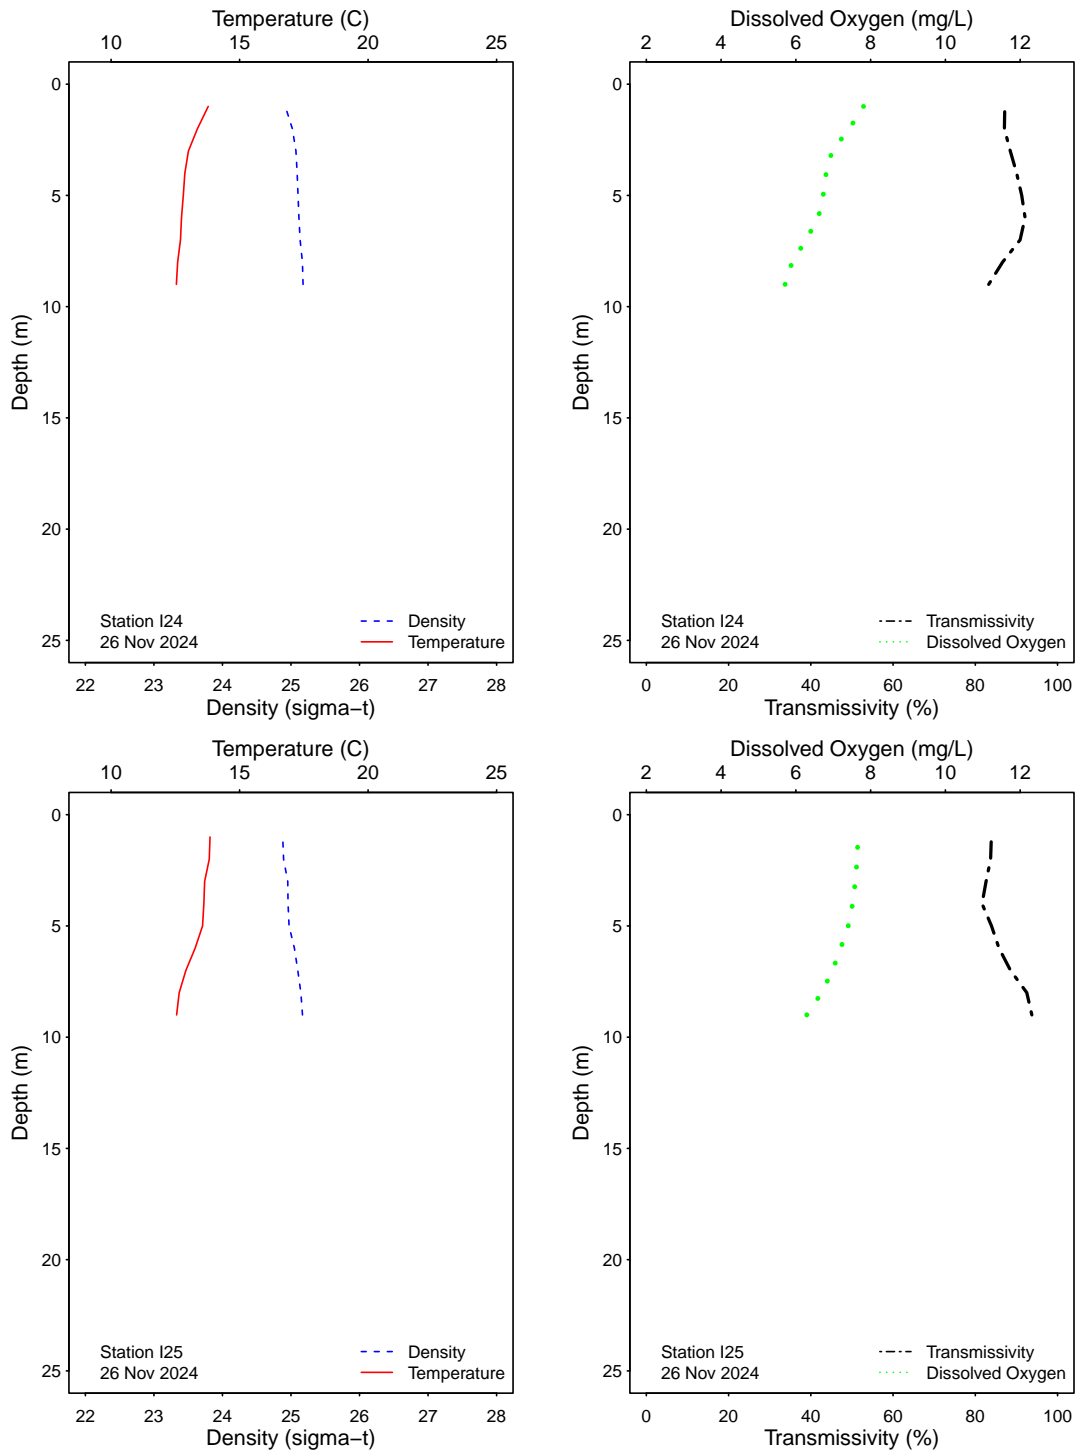 Temperature (C)
10 15 20 25
0
5
10
15
20
25
Depth (m)
Station I24
26 Nov 2024
Density
Temperature
22 23 24 25 26 27 28
Density (sigma−t)
Dissolved Oxygen (mg/L)
2 4 6 8 10 12
0
5
10
15
20
25
Depth (m)
Station I24
26 Nov 2024
Transmissivity
Dissolved Oxygen
0 20 40 60 80 100
Transmissivity (%)
Temperature (C)
10 15 20 25
0
5
10
15
20
25
Depth (m)
Station I25
26 Nov 2024
Density
Temperature
22 23 24 25 26 27 28
Density (sigma−t)
Dissolved Oxygen (mg/L)
2 4 6 8 10 12
0
5
10
15
20
25
Depth (m)
Station I25
26 Nov 2024
Transmissivity
Dissolved Oxygen
0 20 40 60 80 100
Transmissivity (%)